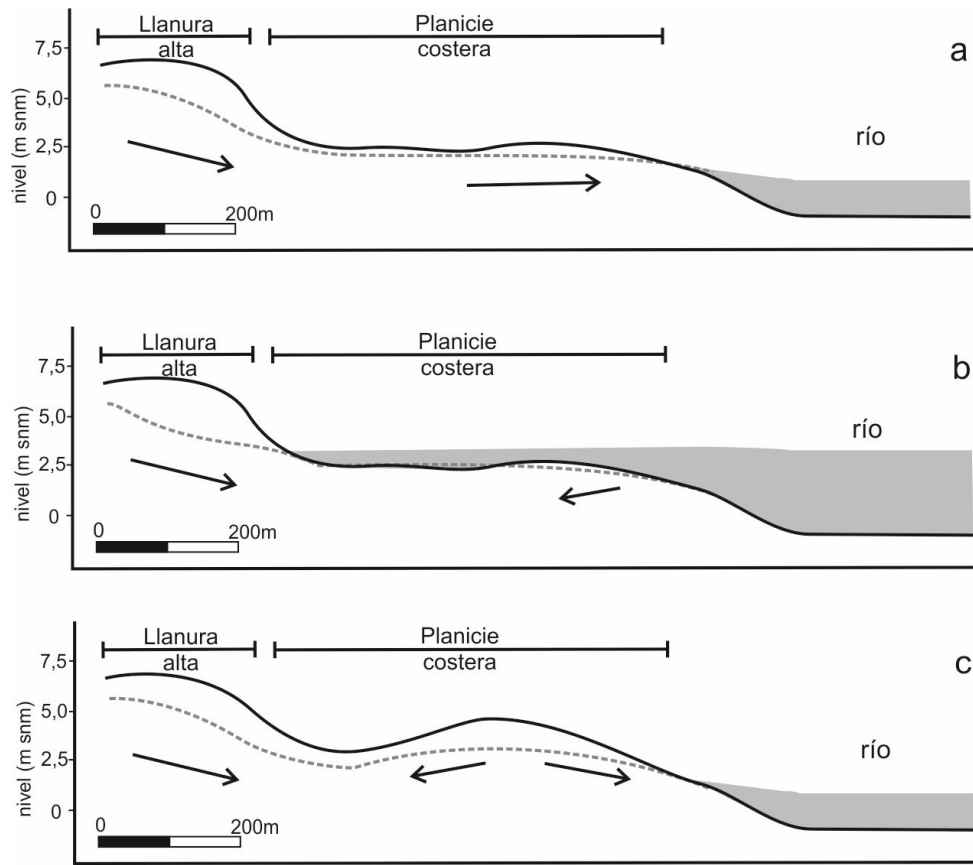 Llanura
alta
Planicie
costera
a
7,5
5,0
2,5
0
nivel (m snm)
río
0 200m
Llanura
alta
Planicie
costera
b
7,5
5,0
2,5
0
nivel (m snm)
río
0 200m
Llanura
alta
Planicie
costera
c
7,5
5,0
2,5
0
nivel (m snm)
río
0 200m